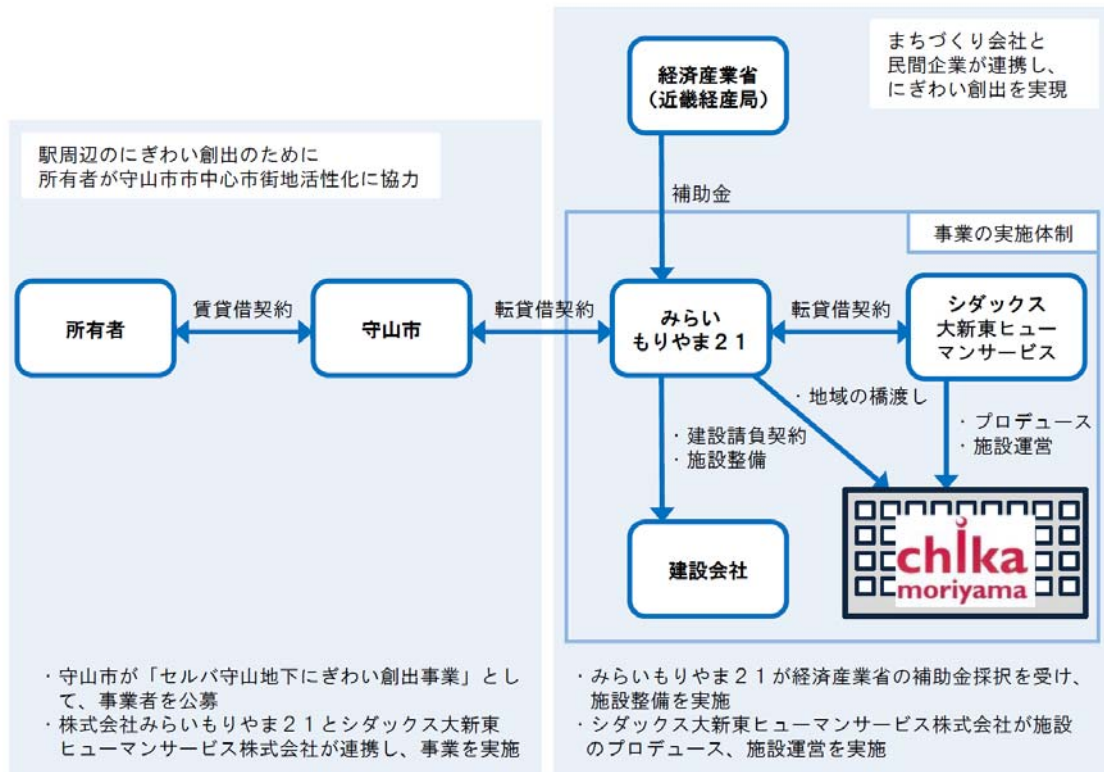 まちづくり会社と
民間企業が連携し、
にぎわい創出を実現
経済産業省
（近畿経産局）
駅周辺のにぎわい創出のために
所有者が守山市市中心市街地活性化に協力
補助金
事業の実施体制
所有者
賃貸借契約
守山市
転貸借契約
みらい
もりやま２１
転貸借契約
シダックス
大新東ヒュー
マンサービス
・地域の橋渡し
・建設請負契約
・施設整備
・プロデュース
・施設運営
建設会社
chika
moriyama
・守山市が「セルバ守山地下にぎわい創出事業」とし
て、事業者を公募
・株式会社みらいもりやま２１とシダックス大新東
ヒューマンサービス株式会社が連携し、事業を実施
・みらいもりやま２１が経済産業省の補助金採択を受け、
施設整備を実施
・シダックス大新東ヒューマンサービス株式会社が施設
のプロデュース、施設運営を実施